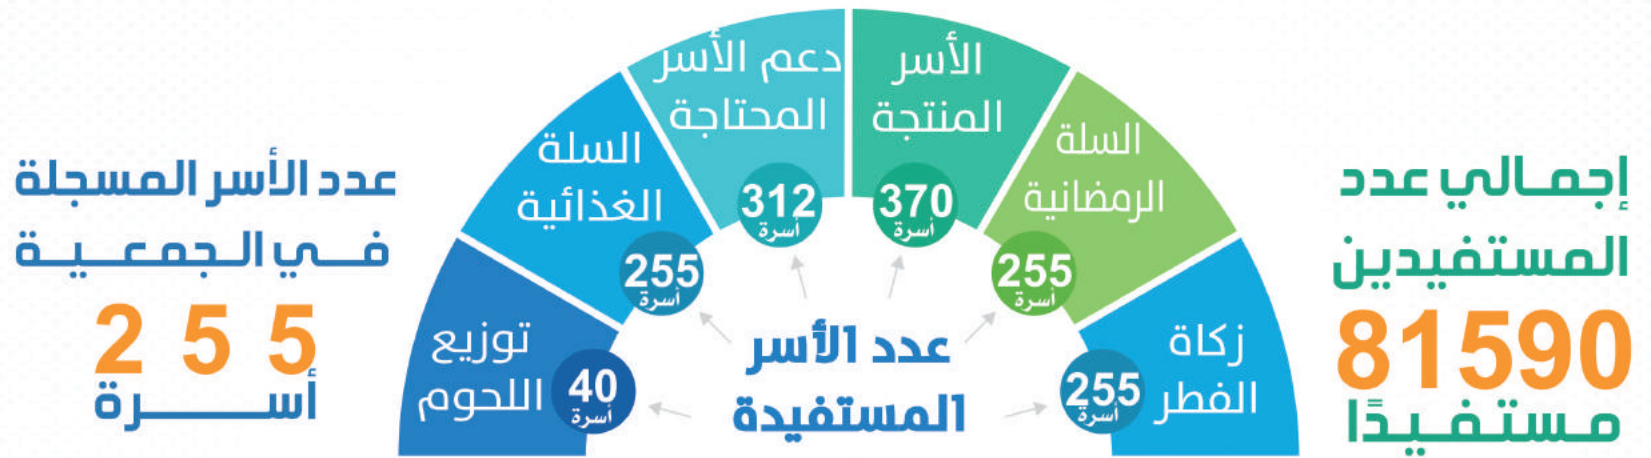 إجمالي عدد
المستفيدين
81590
مستفيدًا
زكاة
الفطر
255
أسرة
السلة
الرمضانية
255
أسرة
الأسر
المنتجة
370
أسرة
دعم الأسر
المحتاجة
312
أسرة
السلة
الغذائية
255
أسرة
توزيع
اللحوم
40
أسرة
عدد الأسر
المستفيدة
عدد الأسر المسجلة
في الجمعية
255
أسرة